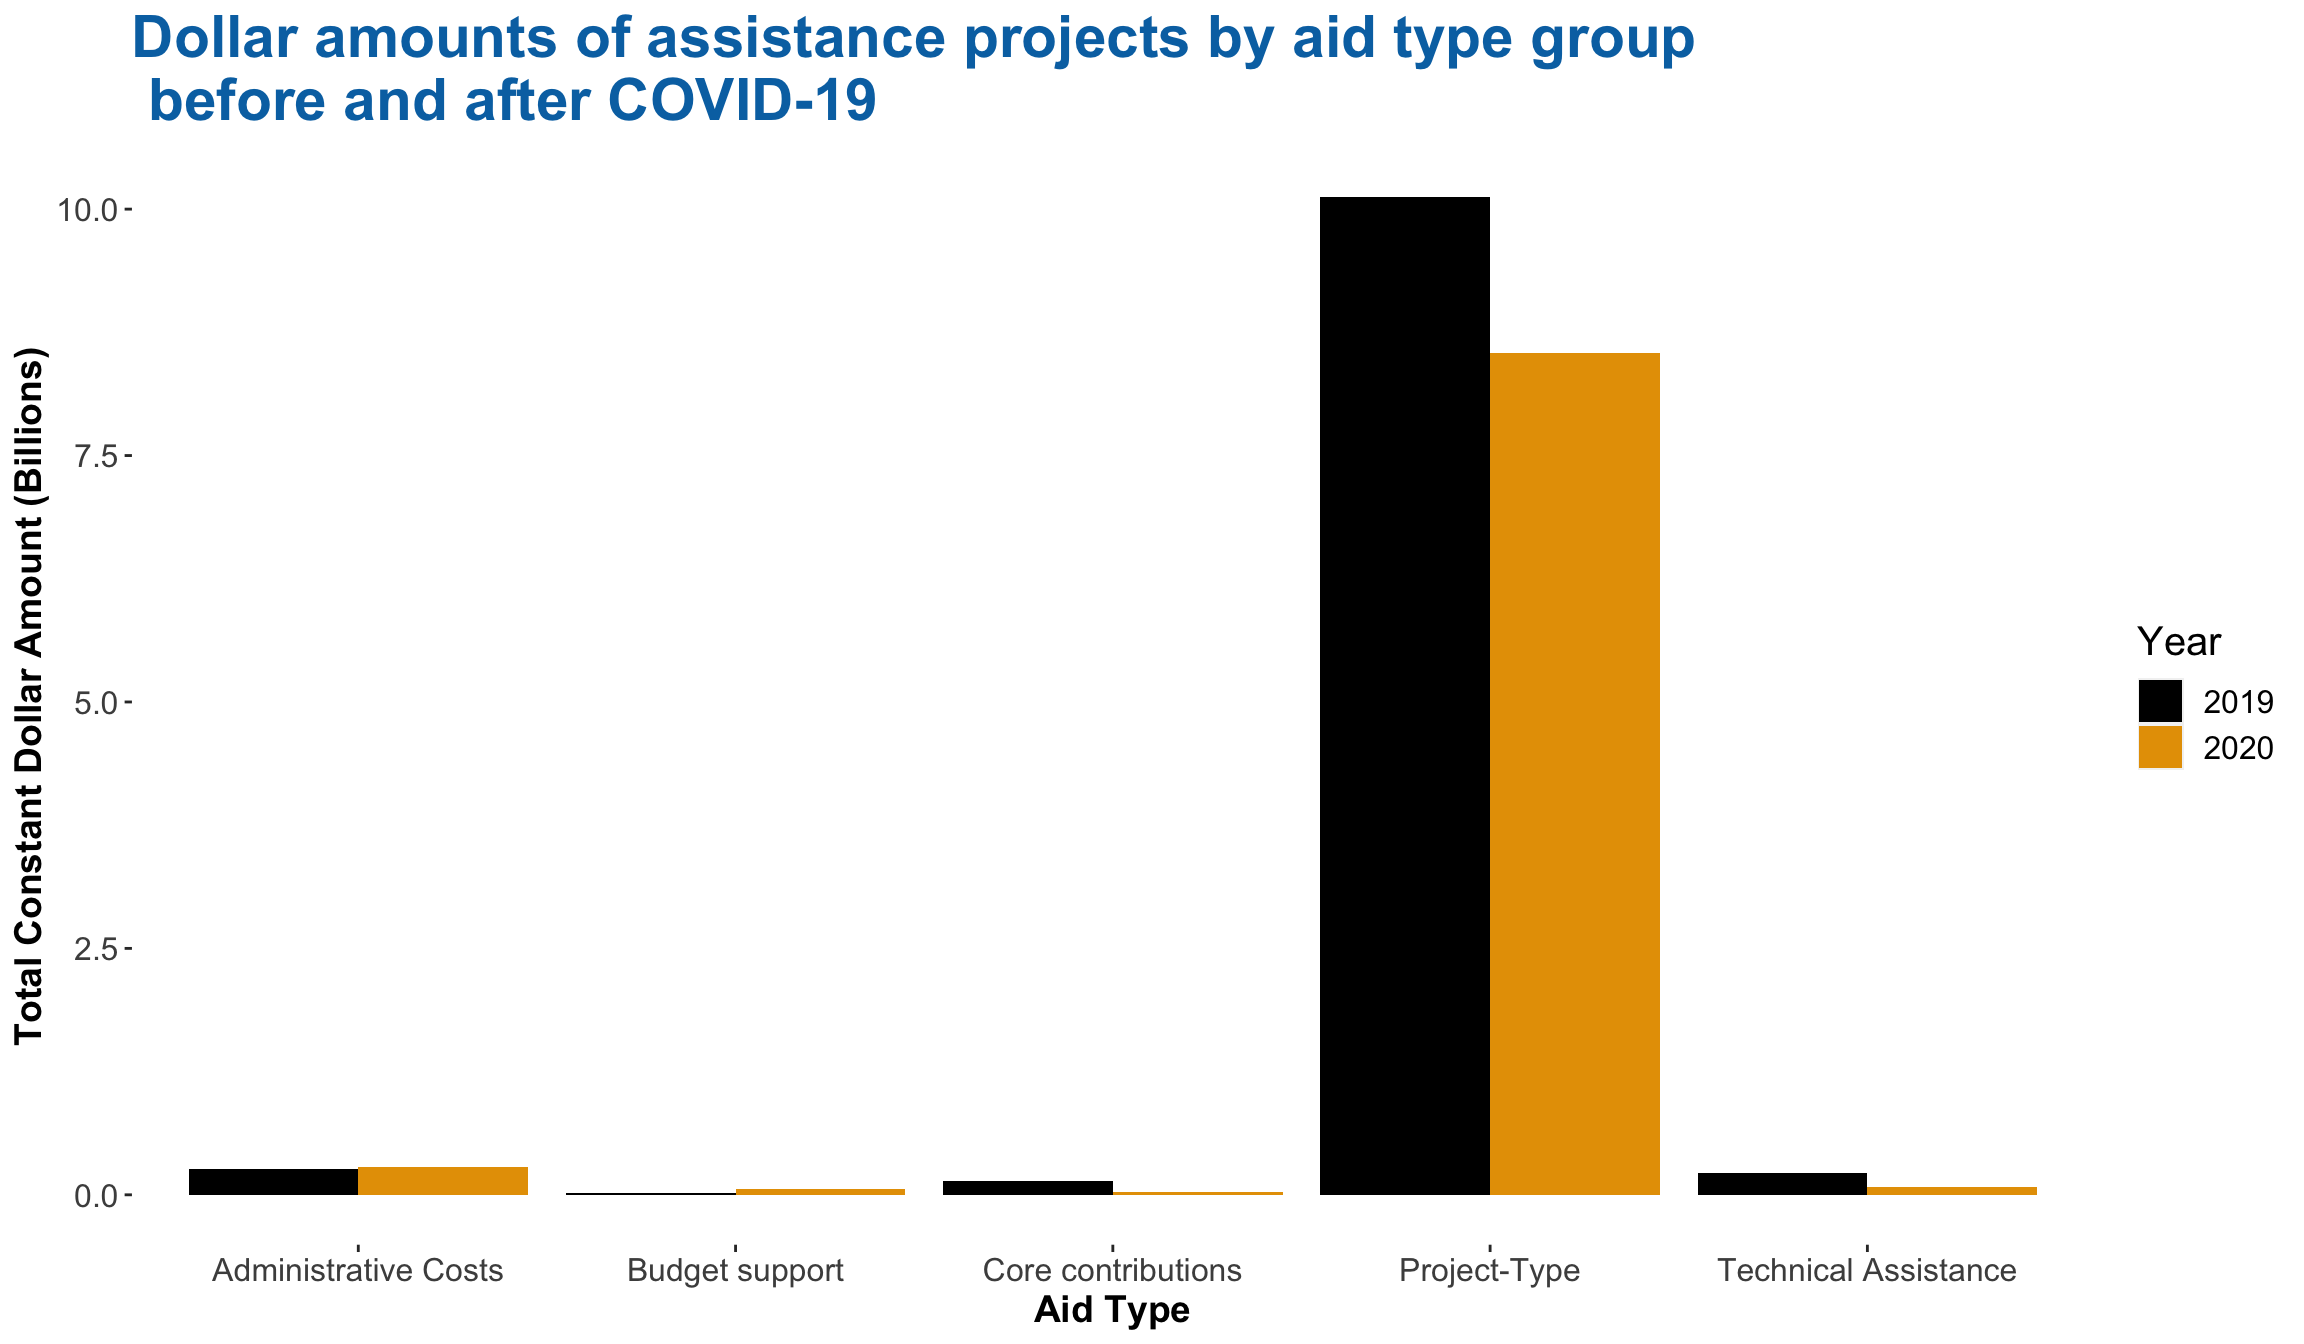 Dollar amounts of assistance projects by aid type group
before and after COVID-19
Total Constant Dollar Amount (Billions)
10.0
7.5
5.0
2.5
0.0
Administrative Costs
Budget support
Core contributions
Project-Type
Technical Assistance
Aid Type
Year
2019
2020